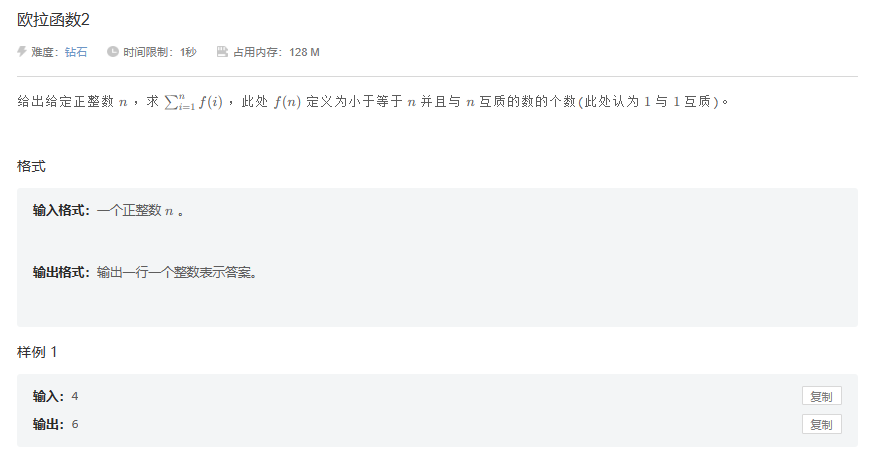 欧拉函数2
难度：钻石 时间限制：1秒 占用内存：128 M
给出给定正整数 n ，求 ∑_{i=1}^{n} f(i) ，此处 f(n) 定义为小于等于 n 并且与 n 互质的数的个数(此处认为 1 与 1 互质)。
格式
输入格式：一个正整数 n 。
输出格式：输出一行一个整数表示答案。
样例 1
输入：4 复制
输出：6 复制